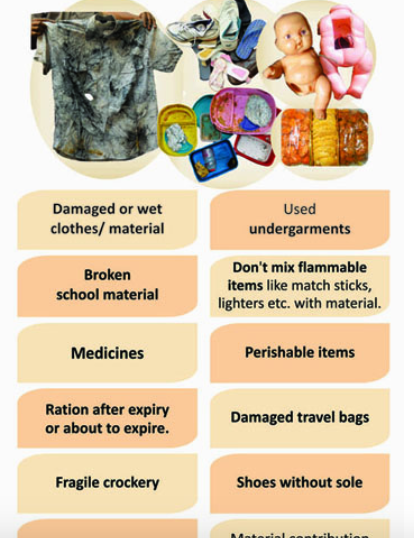 Damaged or wet
clothes/ material
Used
undergarments
Broken
school material
Don't mix flammable
items like match sticks,
lighters etc. with material.
Medicines
Perishable items
Ration after expiry
or about to expire.
Damaged travel bags
Fragile crockery
Shoes without sole
Material contribution